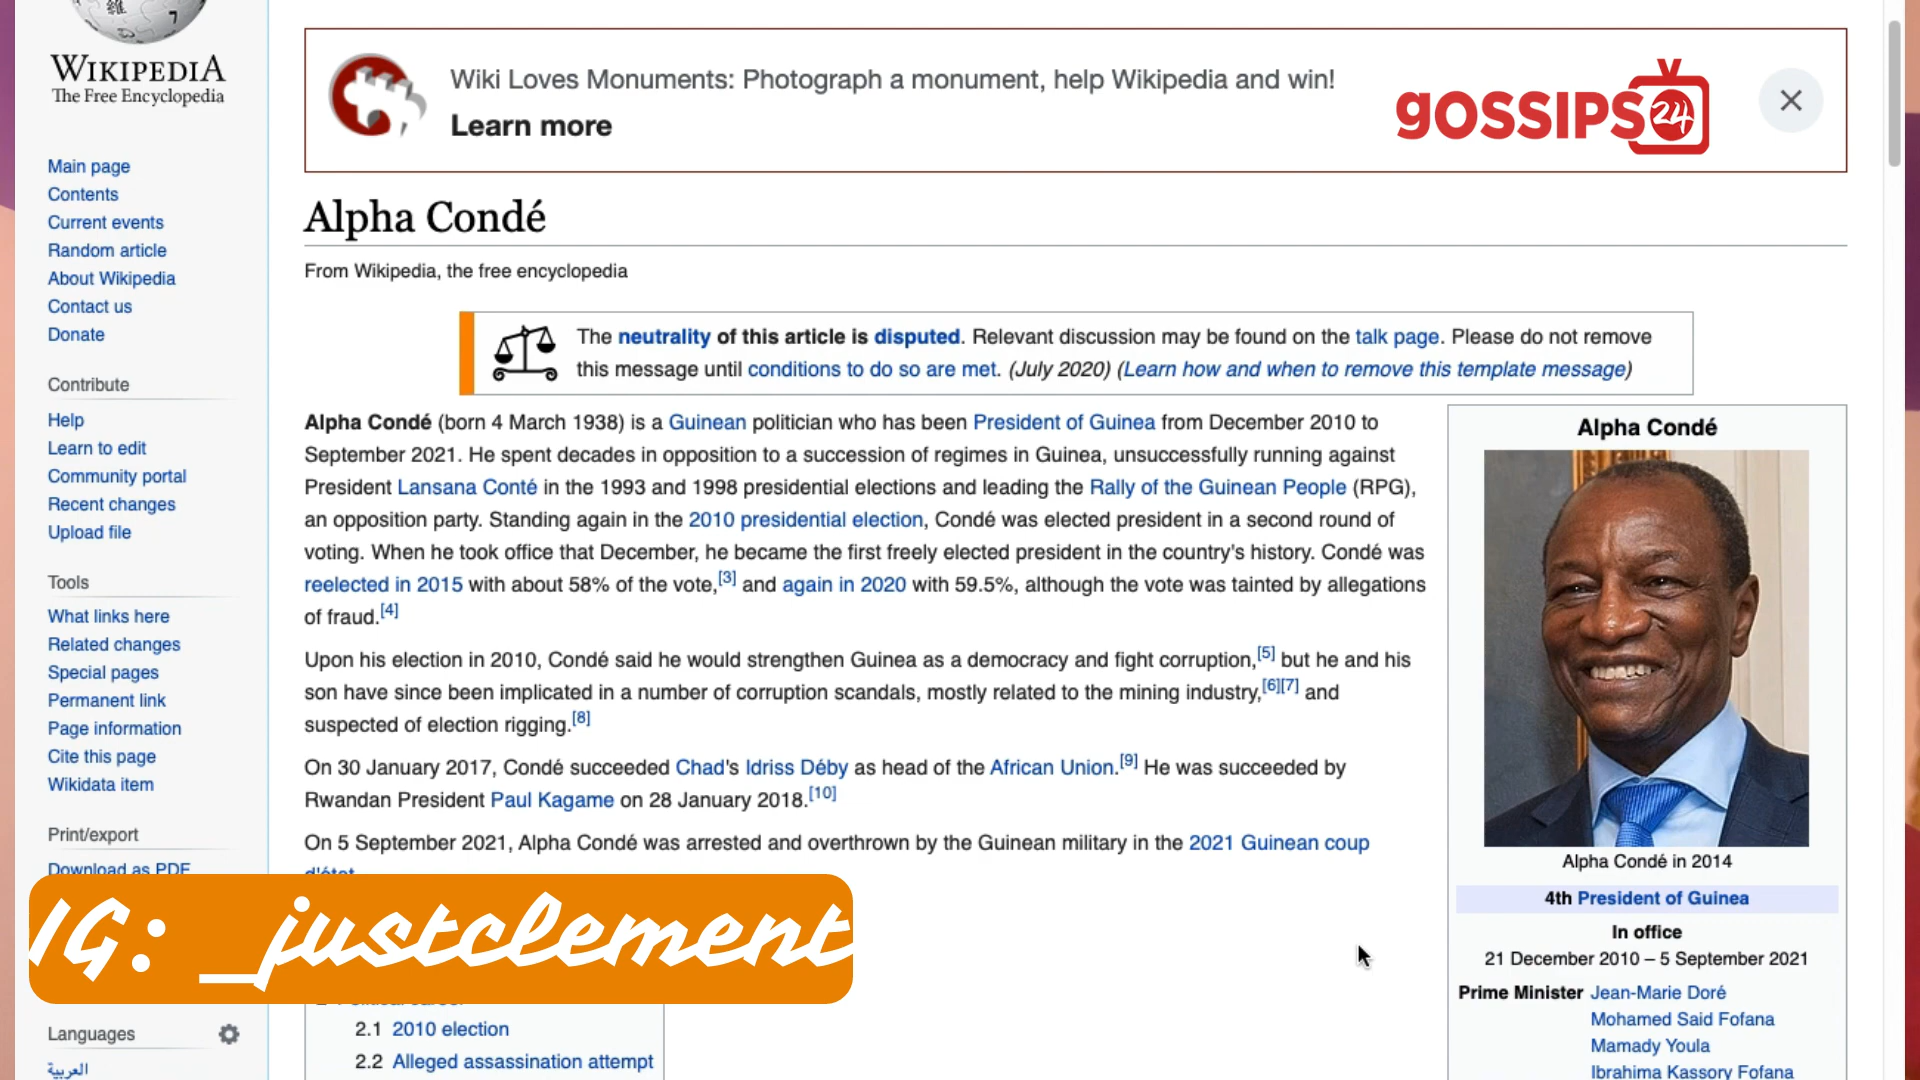 WIKIPEDIA
The Free Encyclopedia
Main page
Contents
Current events
Random article
About Wikipedia
Contact us
Donate
Contribute
Help
Learn to edit
Community portal
Recent changes
Upload file
Tools
What links here
Related changes
Special pages
Permanent link
Page information
Cite this page
Wikidata item
Print/export
Download as PDF
Languages
العربية
Wiki Loves Monuments: Photograph a monument, help Wikipedia and win!
Learn more
gOSSIPS24
Alpha Condé
From Wikipedia, the free encyclopedia
The neutrality of this article is disputed. Relevant discussion may be found on the talk page. Please do not remove
this message until conditions to do so are met. (July 2020) (Learn how and when to remove this template message)
Alpha Condé (born 4 March 1938) is a Guinean politician who has been President of Guinea from December 2010 to
September 2021. He spent decades in opposition to a succession of regimes in Guinea, unsuccessfully running against
President Lansana Conté in the 1993 and 1998 presidential elections and leading the Rally of the Guinean People (RPG),
an opposition party. Standing again in the 2010 presidential election, Condé was elected president in a second round of
voting. When he took office that December, he became the first freely elected president in the country's history. Condé was
reelected in 2015 with about 58% of the vote,[3] and again in 2020 with 59.5%, although the vote was tainted by allegations
of fraud.[4]
Upon his election in 2010, Condé said he would strengthen Guinea as a democracy and fight corruption,[5] but he and his
son have since been implicated in a number of corruption scandals, mostly related to the mining industry,[6][7] and
suspected of election rigging.[8]
On 30 January 2017, Condé succeeded Chad's Idriss Déby as head of the African Union.[9] He was succeeded by
Rwandan President Paul Kagame on 28 January 2018.[10]
On 5 September 2021, Alpha Condé was arrested and overthrown by the Guinean military in the 2021 Guinean coup
d'état
IG: _justclement
2.1 2010 election
2.2 Alleged assassination attempt
Alpha Condé
Alpha Condé in 2014
4th President of Guinea
In office
21 December 2010 – 5 September 2021
Prime Minister Jean-Marie Doré
Mohamed Said Fofana
Mamady Youla
Ibrahima Kassory Fofana